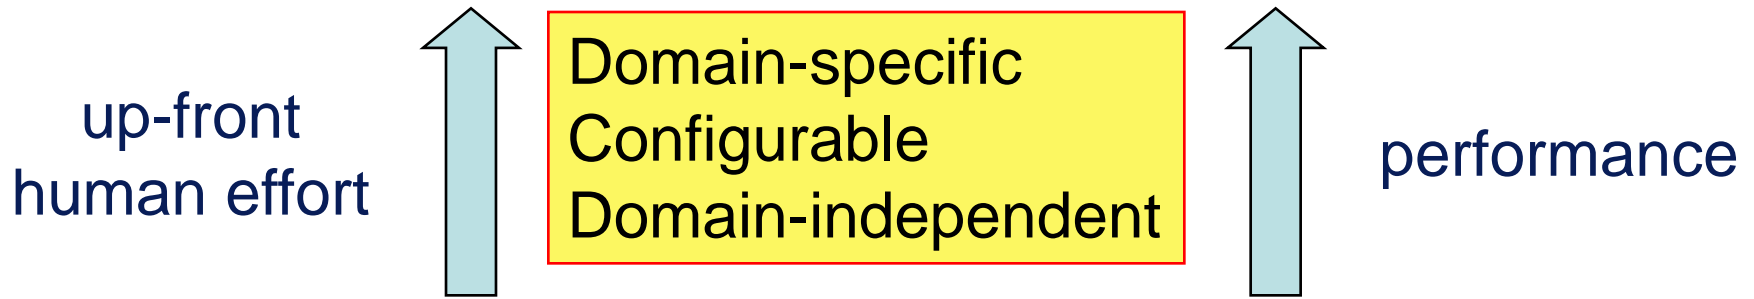 up-front
human effort
Domain-specific
Configurable
Domain-independent
performance